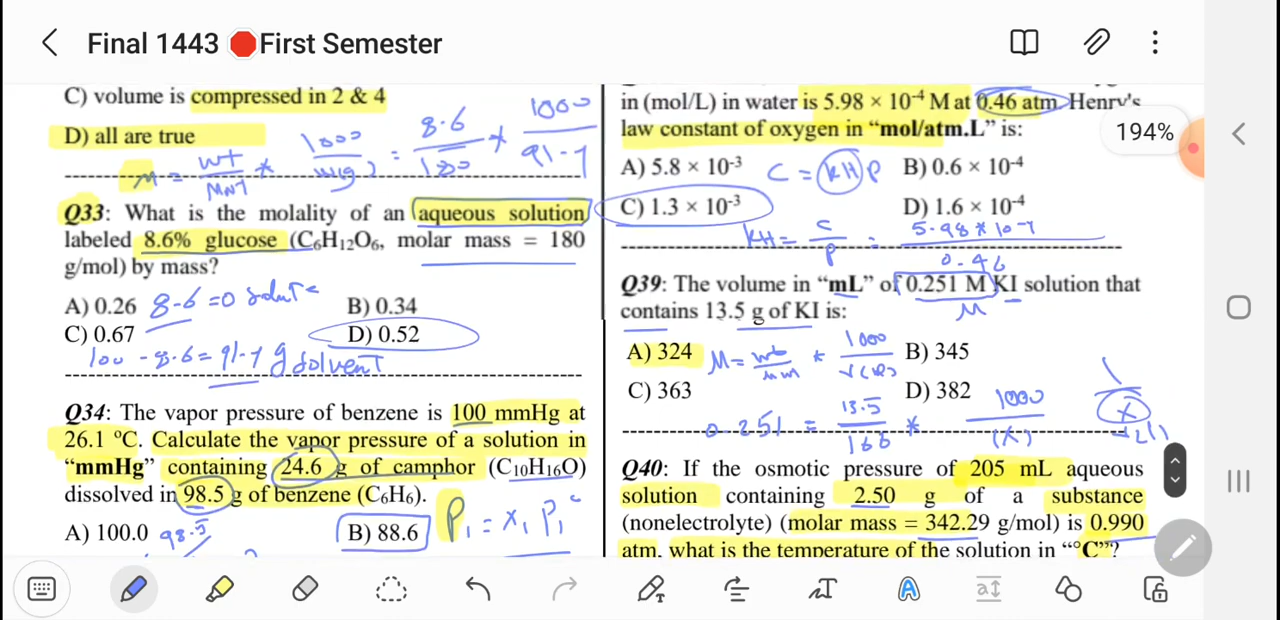 Final 1443 🛑First Semester
194%
C) volume is compressed in 2 & 4
D) all are true
M = wt / MWT * 1000 / w(g) = 8.6 / 180 * 1000 / 91.4
Q33: What is the molality of an aqueous solution
labeled 8.6% glucose (C₆H₁₂O₆, molar mass = 180
g/mol) by mass?
A) 0.26
B) 0.34
8.6 =0 solute
C) 0.67
D) 0.52
100 - 8.6 = 91.4 g solvent
Q34: The vapor pressure of benzene is 100 mmHg at
26.1 ºC. Calculate the vapor pressure of a solution in
“mmHg” containing 24.6 g of camphor (C₁₀H₁₆O)
dissolved in 98.5 g of benzene (C₆H₆).
P₁ = x₁ P₁°
A) 100.0
B) 88.6
98.5
in (mol/L) in water is 5.98 × 10⁻⁴ M at 0.46 atm Henry's
law constant of oxygen in “mol/atm.L” is:
A) 5.8 × 10⁻³
C = kH P
B) 0.6 × 10⁻⁴
C) 1.3 × 10⁻³
D) 1.6 × 10⁻⁴
kH = c / p = 5.98 * 10⁻⁴ / 0.46
Q39: The volume in “mL” of 0.251 M KI solution that
contains 13.5 g of KI is:
M
A) 324
B) 345
M = wt / mw * 1000 / V(ml)
C) 363
D) 382
0.251 = 13.5 / 166 * 1000 / (x)
Q40: If the osmotic pressure of 205 mL aqueous
solution containing 2.50 g of a substance
(nonelectrolyte) (molar mass = 342.29 g/mol) is 0.990
atm, what is the temperature of the solution in “°C”?